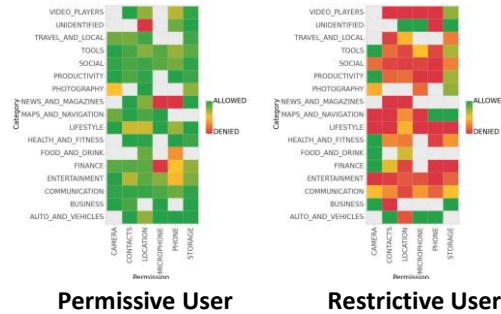 VIDEO_PLAYERS
UNIDENTIFIED
TRAVEL_AND_LOCAL
TOOLS
SOCIAL
PRODUCTIVITY
PHOTOGRAPHY
NEWS_AND_MAGAZINES
MAPS_AND_NAVIGATION
LIFESTYLE
HEALTH_AND_FITNESS
FOOD_AND_DRINK
FINANCE
ENTERTAINMENT
COMMUNICATION
BUSINESS
AUTO_AND_VEHICLES
Category
CAMERA
CONTACTS
LOCATION
MICROPHONE
PHONE
STORAGE
Permission
ALLOWED
DENIED
Permissive User
VIDEO_PLAYERS
UNIDENTIFIED
TRAVEL_AND_LOCAL
TOOLS
SOCIAL
PRODUCTIVITY
PHOTOGRAPHY
NEWS_AND_MAGAZINES
MAPS_AND_NAVIGATION
LIFESTYLE
HEALTH_AND_FITNESS
FOOD_AND_DRINK
FINANCE
ENTERTAINMENT
COMMUNICATION
BUSINESS
AUTO_AND_VEHICLES
Category
CAMERA
CONTACTS
LOCATION
MICROPHONE
PHONE
STORAGE
Permission
ALLOWED
DENIED
Restrictive User